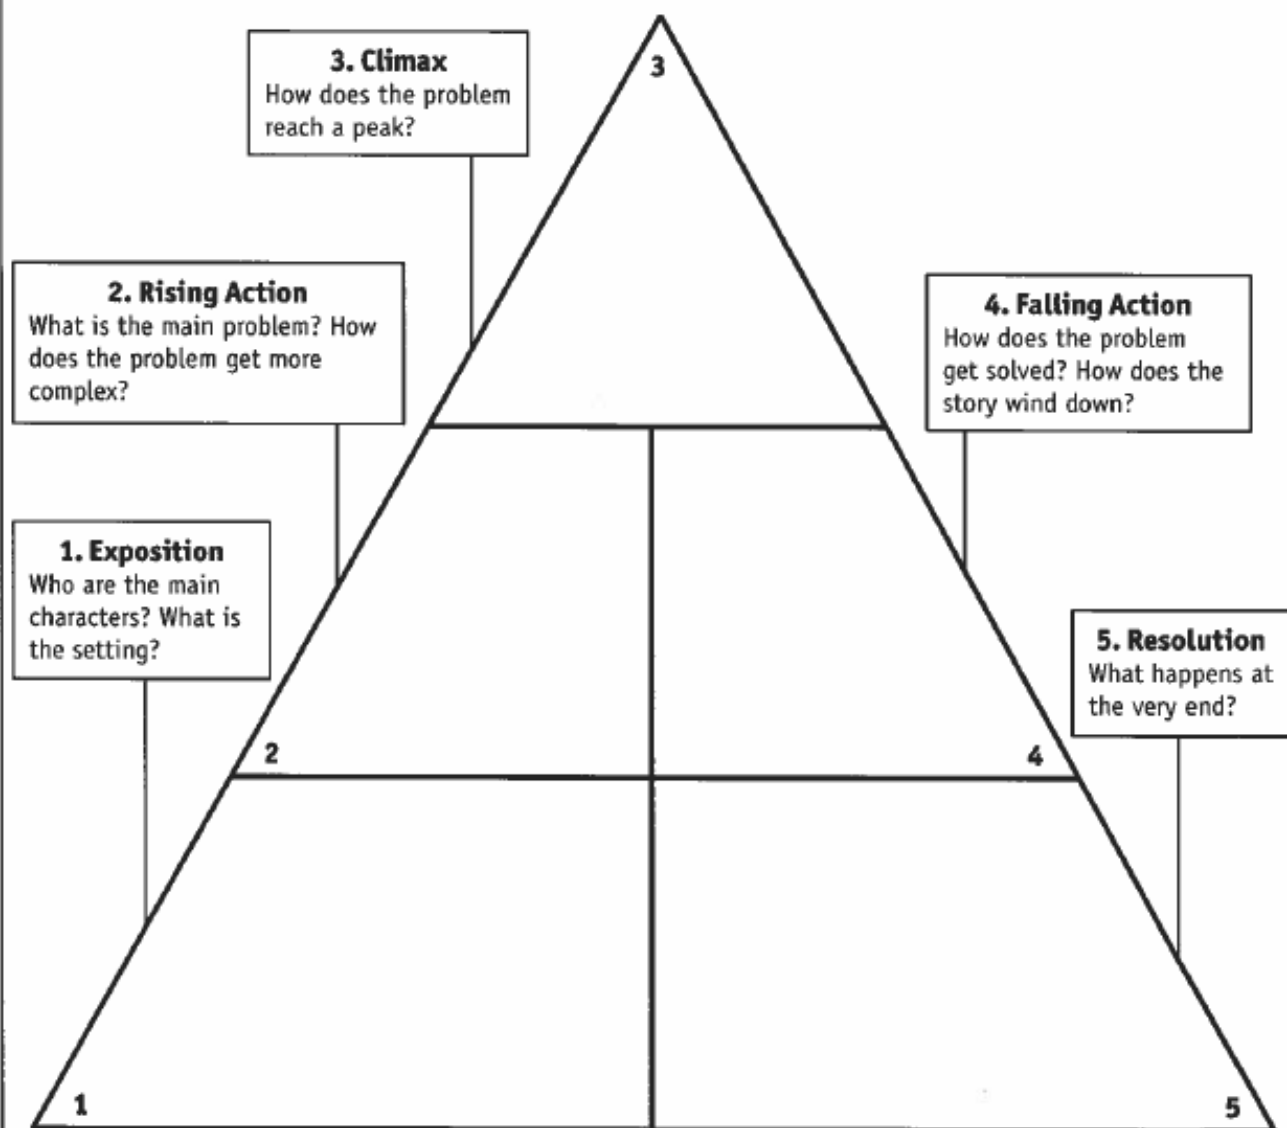 3. Climax
How does the problem
reach a peak?
3
2. Rising Action
What is the main problem? How
does the problem get more
complex?
4. Falling Action
How does the problem
get solved? How does the
story wind down?
1. Exposition
Who are the main
characters? What is
the setting?
5. Resolution
What happens at
the very end?
2
4
1
5